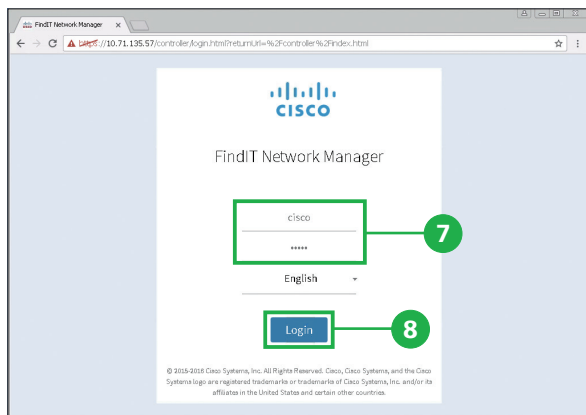 FindIT Network Manager
https://10.71.135.57/controller/login.html?returnUrl=%2Fcontroller%2Findex.html
CISCO
FindIT Network Manager
cisco
•••••
7
English
Login
8
© 2015-2016 Cisco Systems, Inc. All Rights Reserved. Cisco, Cisco Systems, and the Cisco
Systems logo are registered trademarks or trademarks of Cisco Systems, Inc. and/or its
affiliates in the United States and certain other countries.